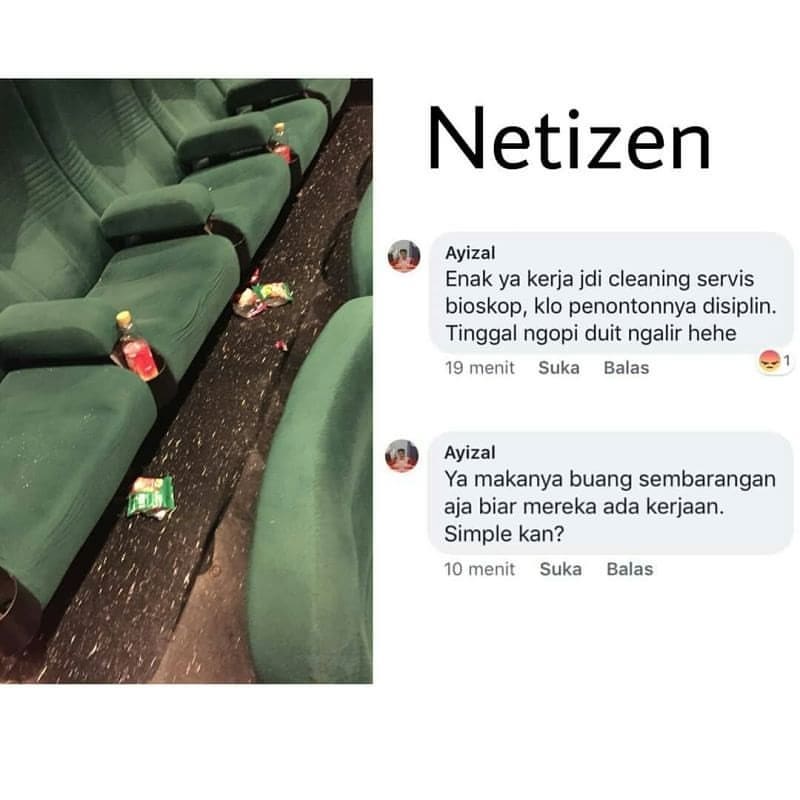 Netizen
Ayizal
Enak ya kerja jdi cleaning servis
bioskop, klo penontonnya disiplin.
Tinggal ngopi duit ngalir hehe
19 menit Suka Balas
1
Ayizal
Ya makanya buang sembarangan
aja biar mereka ada kerjaan.
Simple kan?
10 menit Suka Balas